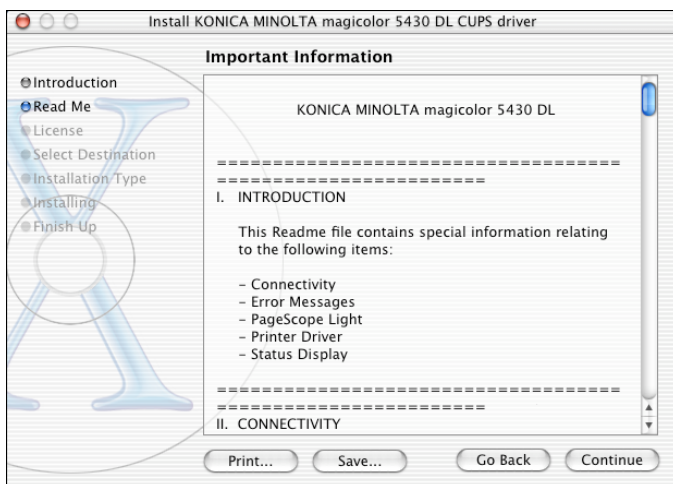 Install KONICA MINOLTA magicolor 5430 DL CUPS driver
Important Information
Introduction
Read Me
License
Select Destination
Installation Type
Installing
Finish Up
KONICA MINOLTA magicolor 5430 DL
====================================
========================
I. INTRODUCTION
This Readme file contains special information relating
to the following items:
- Connectivity
- Error Messages
- PageScope Light
- Printer Driver
- Status Display
====================================
========================
II. CONNECTIVITY
Print... Save... Go Back Continue